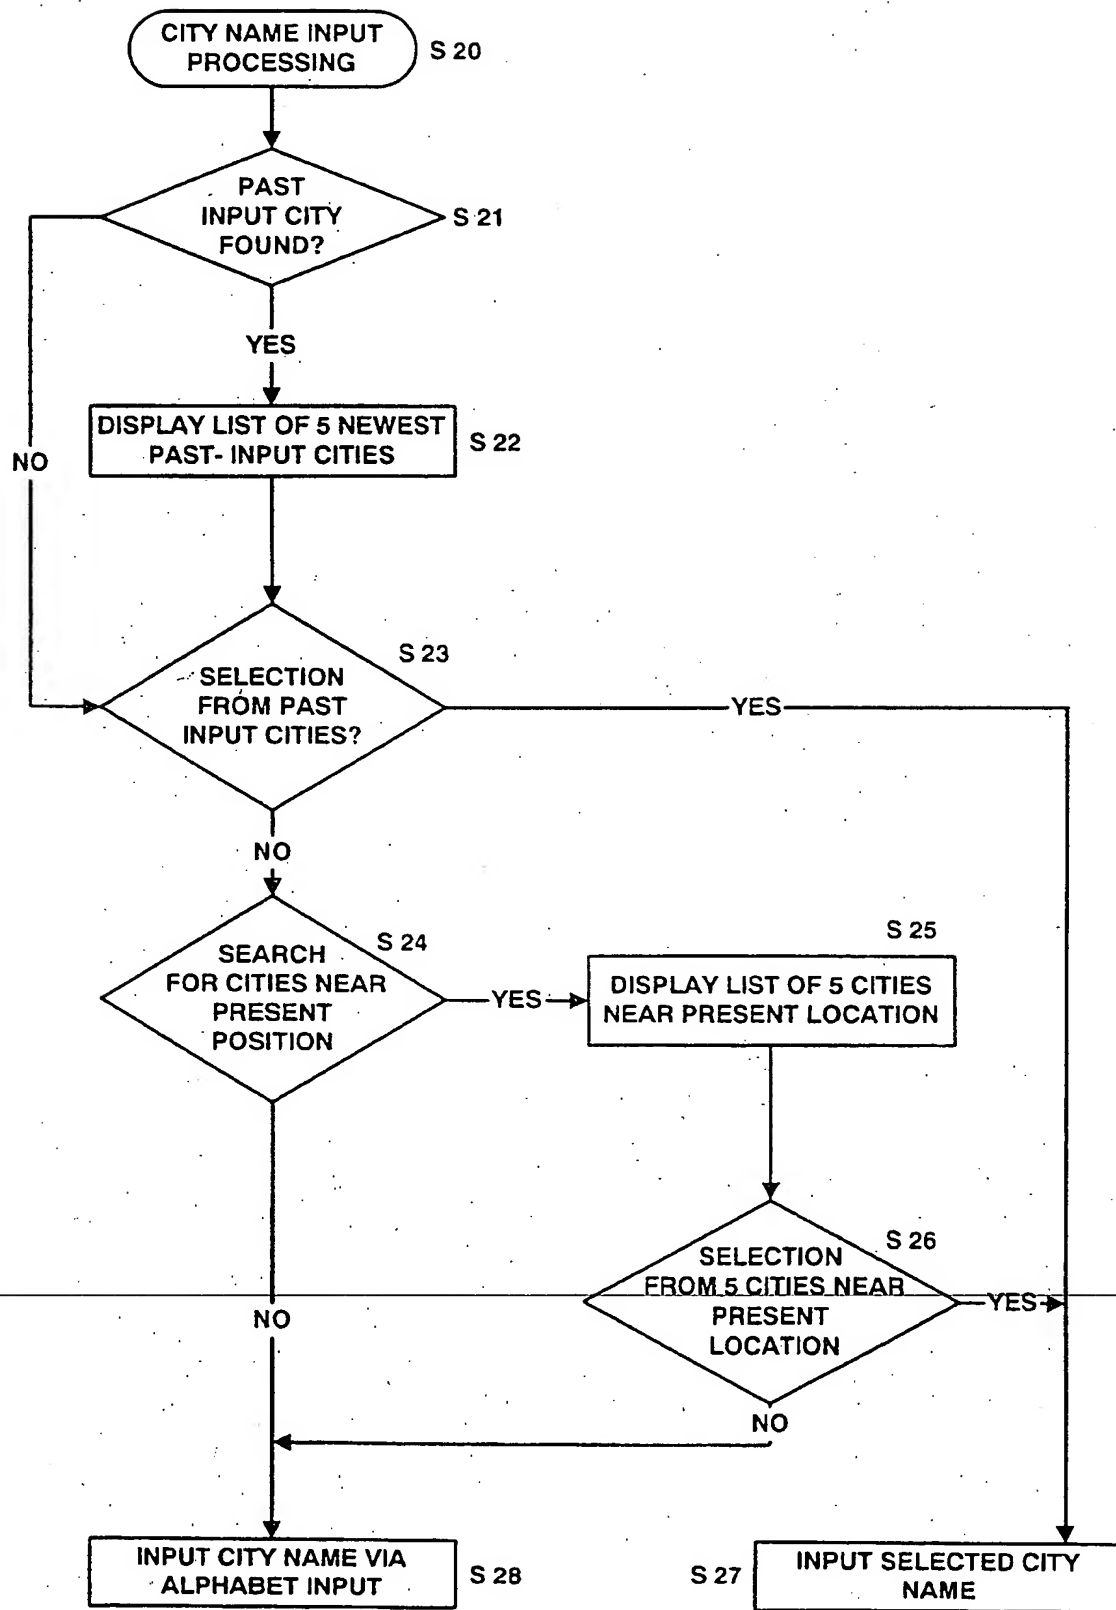 CITY NAME INPUT
PROCESSING
S 20
PAST
INPUT CITY
FOUND?
S 21
YES
NO
DISPLAY LIST OF 5 NEWEST
PAST- INPUT CITIES
S 22
S 23
SELECTION
FROM PAST
INPUT CITIES?
YES
NO
S 24
SEARCH
FOR CITIES NEAR
PRESENT
POSITION
YES
S 25
DISPLAY LIST OF 5 CITIES
NEAR PRESENT LOCATION
S 26
SELECTION
FROM 5 CITIES NEAR
PRESENT
LOCATION
YES
NO
NO
INPUT CITY NAME VIA
ALPHABET INPUT
S 28
S 27
INPUT SELECTED CITY
NAME